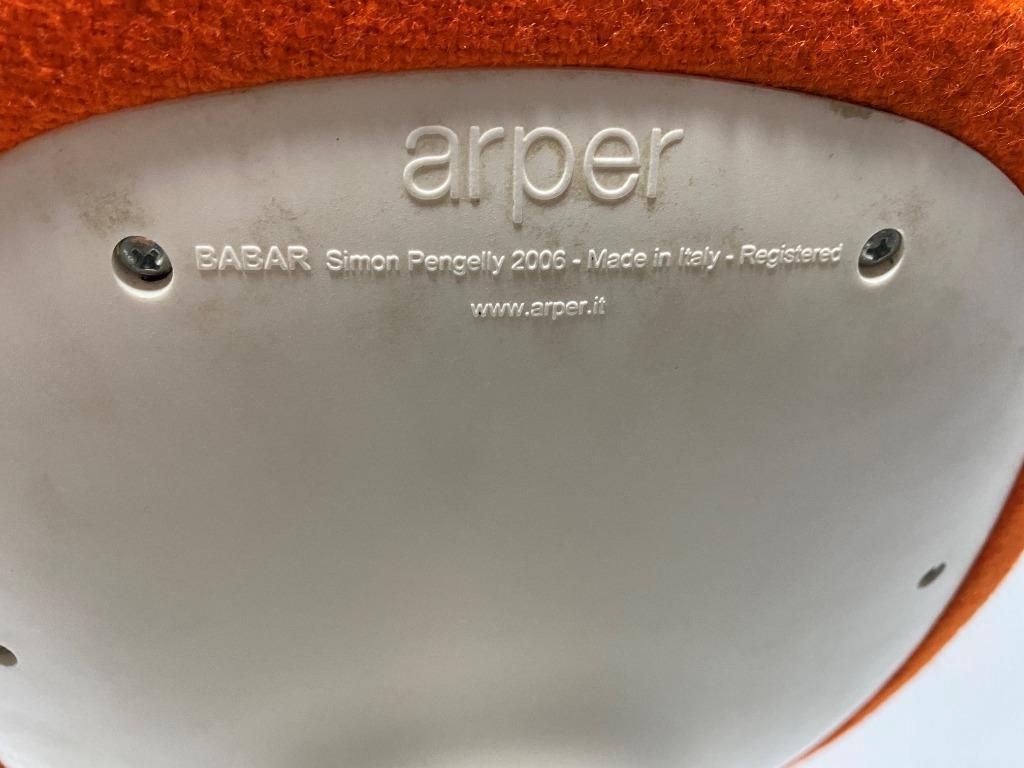 arper
BABAR Simon Pengelly 2006 - Made in Italy - Registered
www.arper.it